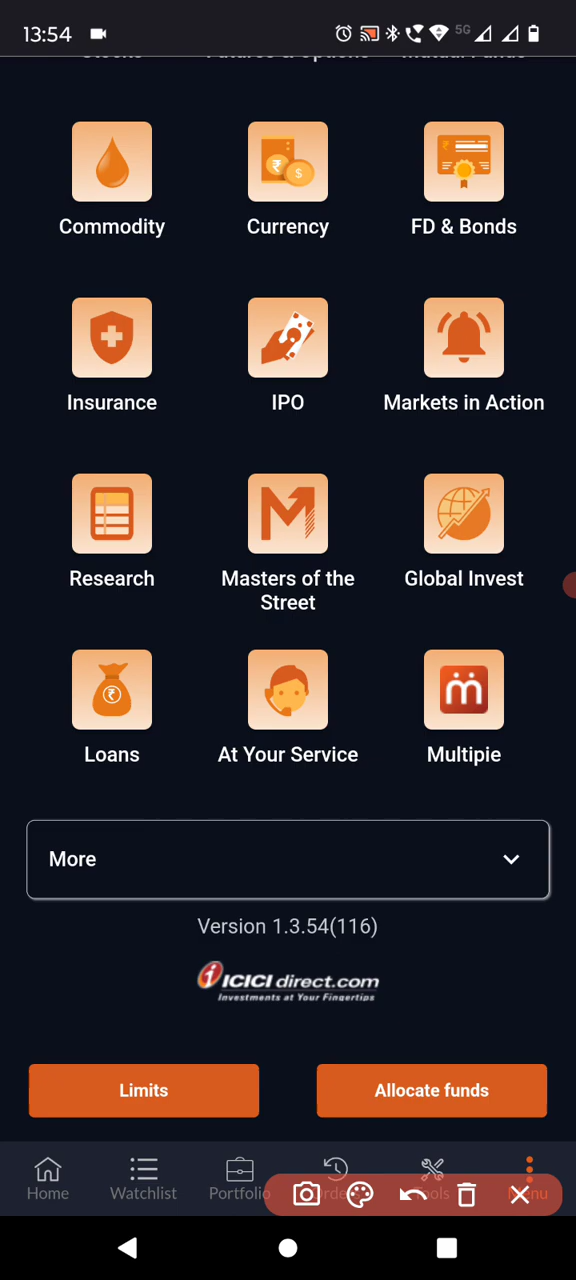 13:54 5G
Commodity Currency FD & Bonds
Insurance IPO Markets in Action
Research Masters of the Global Invest
Street
Loans At Your Service Multipie
More
Version 1.3.54(116)
ICICI direct.com
Investments at Your Fingertips
Limits Allocate funds
Home Watchlist Portfolio Menu